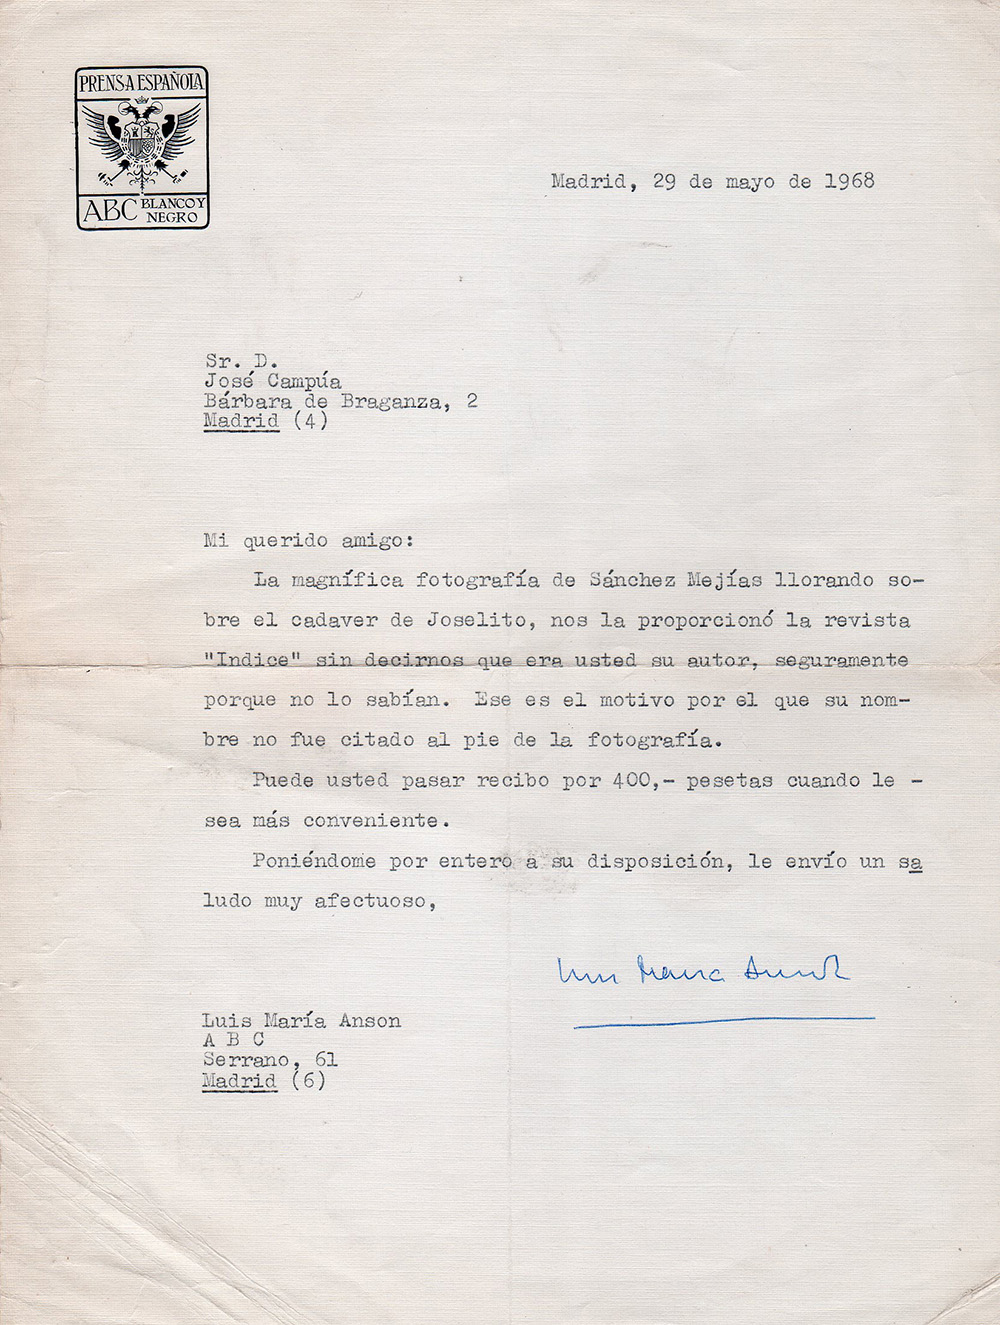 PRENSA ESPAÑOLA
ABC BLANCO Y NEGRO
Madrid, 29 de mayo de 1968
Sr. D.
José Campúa
Bárbara de Braganza, 2
Madrid (4)
Mi querido amigo:
La magnífica fotografía de Sánchez Mejías llorando so-
bre el cadaver de Joselito, nos la proporcionó la revista
"Indice" sin decirnos que era usted su autor, seguramente
porque no lo sabían. Ese es el motivo por el que su nom-
bre no fue citado al pie de la fotografía.
Puede usted pasar recibo por 400,- pesetas cuando le -
sea más conveniente.
Poniéndome por entero a su disposición, le envío un sa
ludo muy afectuoso,
Luis María Anson
Luis María Anson
A B C
Serrano, 61
Madrid (6)